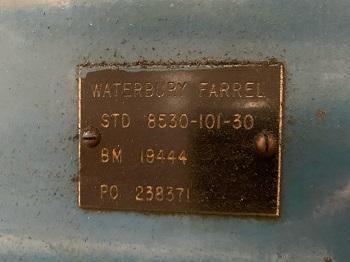 WATERBURY FARREL
STD 8530-101-30
BM 19444
PO 238371